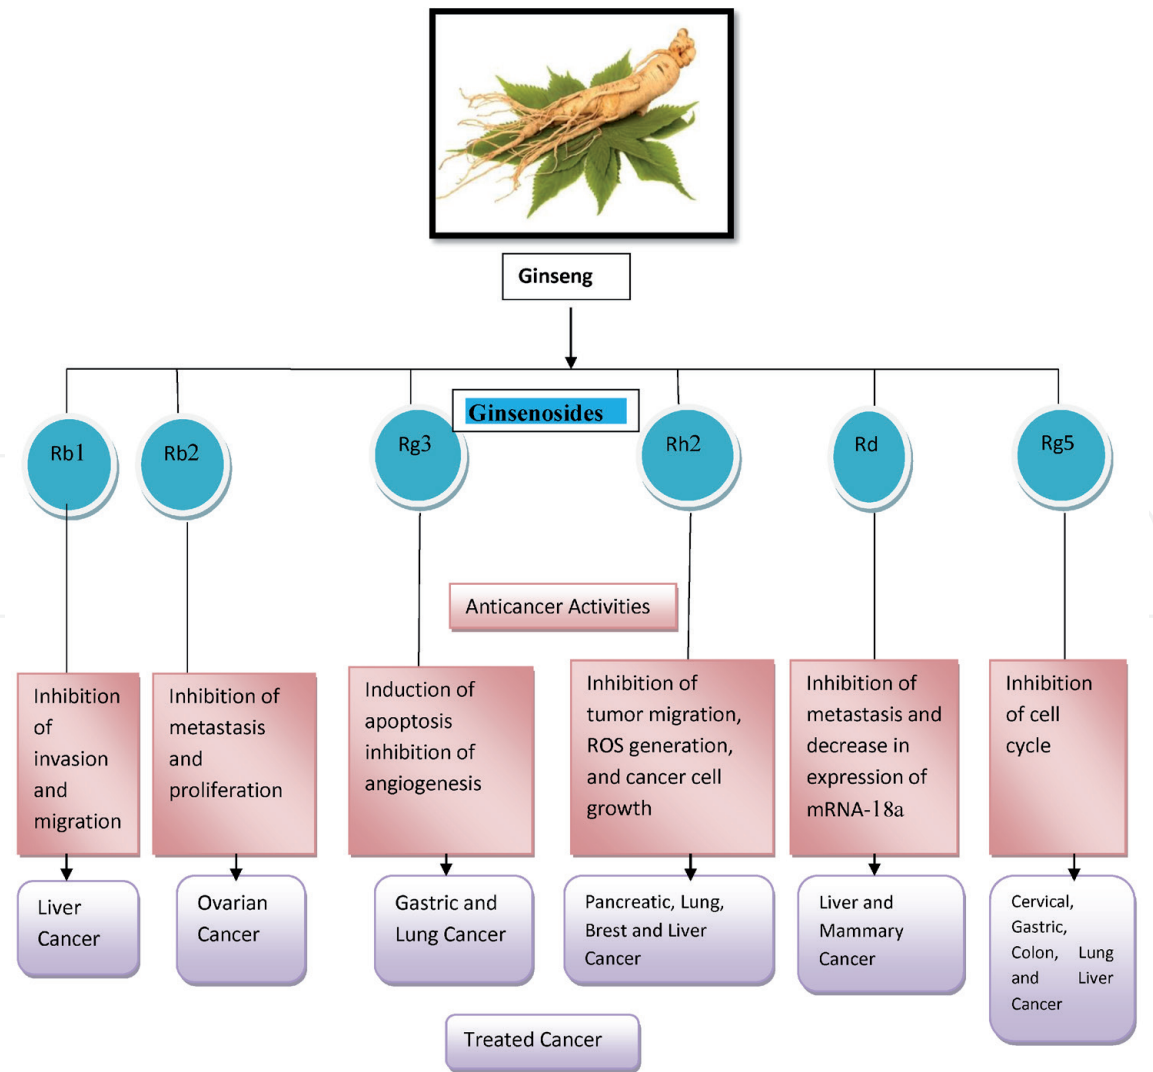 Ginseng
Ginsenosides
Rb1
Rb2
Rg3
Rh2
Rd
Rg5
Anticancer Activities
Inhibition
of
invasion
and
migration
Inhibition of
metastasis
and
proliferation
Induction of
apoptosis
inhibition of
angiogenesis
Inhibition of
tumor migration,
ROS generation,
and cancer cell
growth
Inhibition of
metastasis and
decrease in
expression of
mRNA-18a
Inhibition
of cell
cycle
Liver
Cancer
Ovarian
Cancer
Gastric and
Lung Cancer
Pancreatic, Lung,
Brest and Liver
Cancer
Liver and
Mammary
Cancer
Cervical,
Gastric,
Colon, Lung
and Liver
Cancer
Treated Cancer